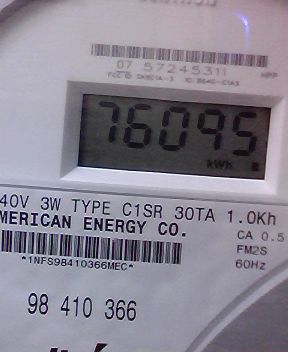 07 57245311
76095
kWh
40V 3W TYPE C1SR 30TA 1.0Kh
MERICAN ENERGY CO.
CA 0.5
FM2S
*1NFS98410366MEC*
60Hz
98 410 366